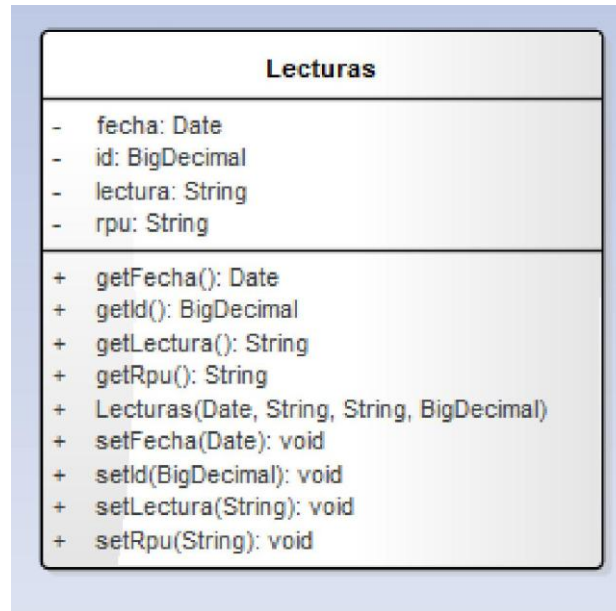 Lecturas
- fecha: Date
- id: BigDecimal
- lectura: String
- rpu: String
+ getFecha(): Date
+ getId(): BigDecimal
+ getLectura(): String
+ getRpu(): String
+ Lecturas(Date, String, String, BigDecimal)
+ setFecha(Date): void
+ setId(BigDecimal): void
+ setLectura(String): void
+ setRpu(String): void